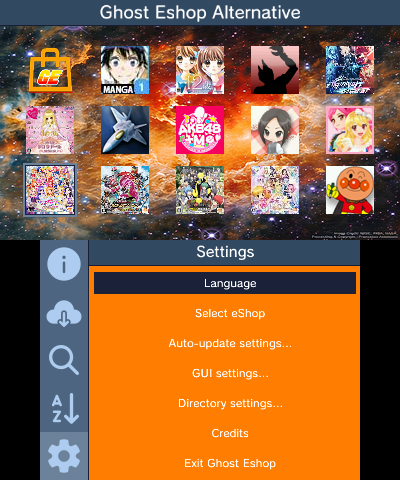 Ghost Eshop Alternative
GE
MANGA 1
AKB48
Settings
Language
Select eShop
Auto-update settings...
GUI settings...
Directory settings...
Credits
Exit Ghost Eshop
A
Z